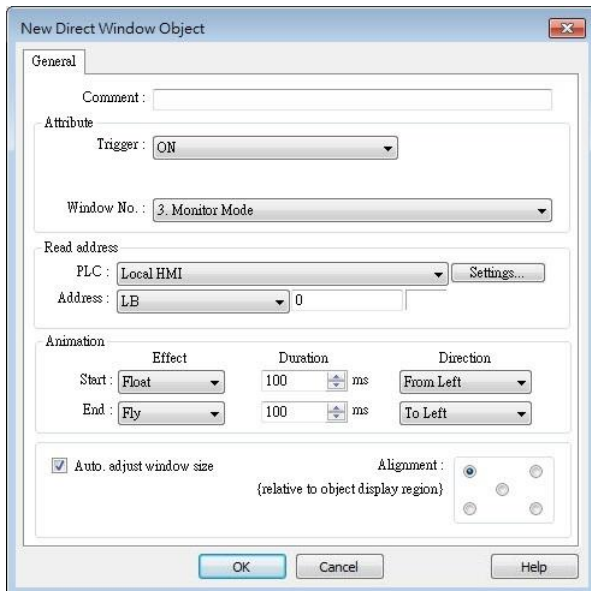 New Direct Window Object
General
Comment :
Attribute
Trigger : ON
Window No. : 3. Monitor Mode
Read address
PLC : Local HMI Settings...
Address : LB 0
Animation
Effect Duration Direction
Start : Float 100 ms From Left
End : Fly 100 ms To Left
Auto. adjust window size Alignment :
{relative to object display region}
OK Cancel Help